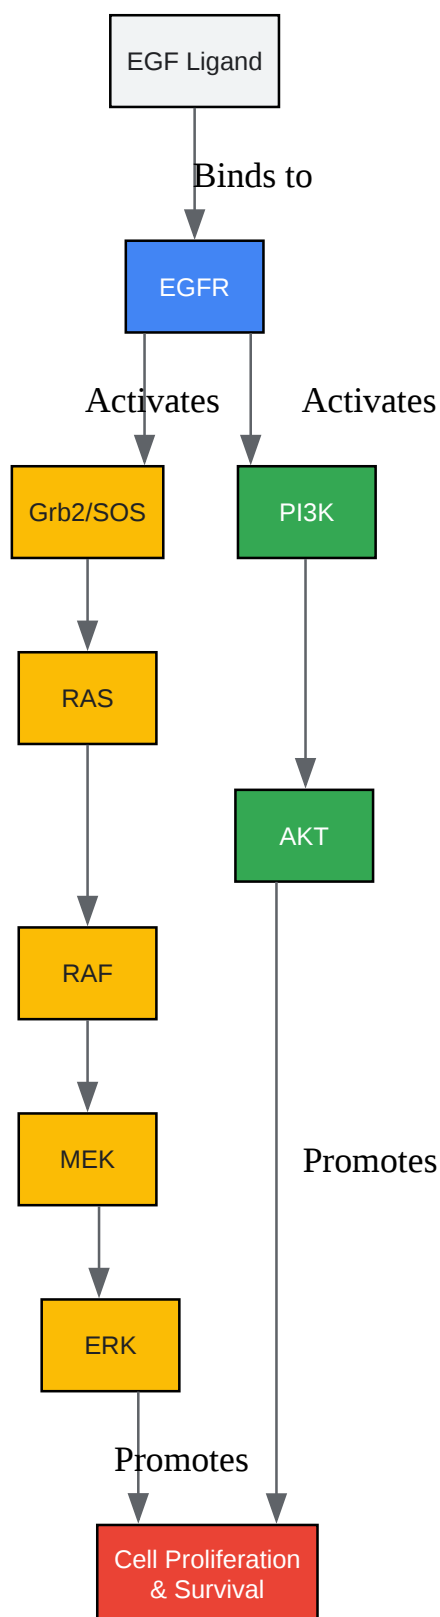 EGF Ligand
Binds to
EGFR
Activates
Activates
Grb2/SOS
PI3K
RAS
AKT
RAF
MEK
Promotes
ERK
Promotes
Cell Proliferation
& Survival